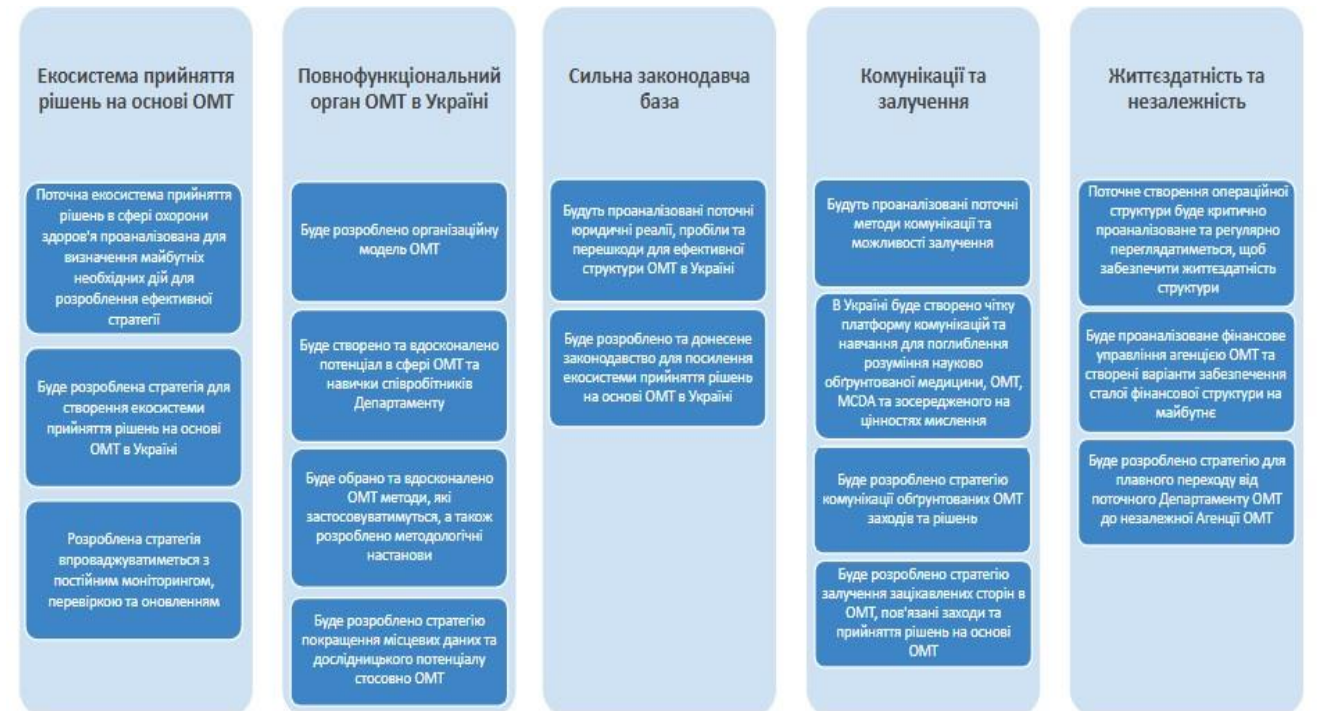 Екосистема прийняття
рішень на основі ОМТ
Поточна екосистема прийняття
рішень в сфері охорони
здоров'я проаналізована для
визначення майбутніх
необхідних дій для
розроблення ефективної
стратегії
Буде розроблена стратегія для
створення екосистеми
прийняття рішень на основі
ОМТ в Україні
Розроблена стратегія
впроваджуватиметься з
постійним моніторингом,
перевіркою та оновленням
Повнофункціональний
орган ОМТ в Україні
Буде розроблено організаційну
модель ОМТ
Буде створено та вдосконалено
потенціал в сфері ОМТ та
навички співробітників
Департаменту
Буде обрано та вдосконалено
ОМТ методи, які
застосовуватимуться, а також
розроблено методологічні
настанови
Буде розроблено стратегію
покращення місцевих даних та
дослідницького потенціалу
стосовно ОМТ
Сильна законодавча
база
Будуть проаналізовані поточні
юридичні реалії, пробіли та
перешкоди для ефективної
структури ОМТ в Україні
Буде розроблено та донесене
законодавство для посилення
екосистеми прийняття рішень
на основі ОМТ в Україні
Комунікації та
залучення
Будуть проаналізовані поточні
методи комунікації та
можливості залучення
В Україні буде створено чітку
платформу комунікацій та
навчання для поглиблення
розуміння науково
обґрунтованої медицини, ОМТ,
MCDA та зосередженого на
цінностях мислення
Буде розроблено стратегію
комунікації обґрунтованих ОМТ
заходів та рішень
Буде розроблено стратегію
залучення зацікавлених сторін в
ОМТ, пов'язані заходи та
прийняття рішень на основі
ОМТ
Життєздатність та
незалежність
Поточне створення операційної
структури буде критично
проаналізоване та регулярно
переглядатиметься, щоб
забезпечити життєздатність
структури
Буде проаналізоване фінансове
управління агенцією ОМТ та
створені варіанти забезпечення
сталої фінансової структури на
майбутнє
Буде розроблено стратегію для
плавного переходу від
поточного Департаменту ОМТ
до незалежної Агенції ОМТ